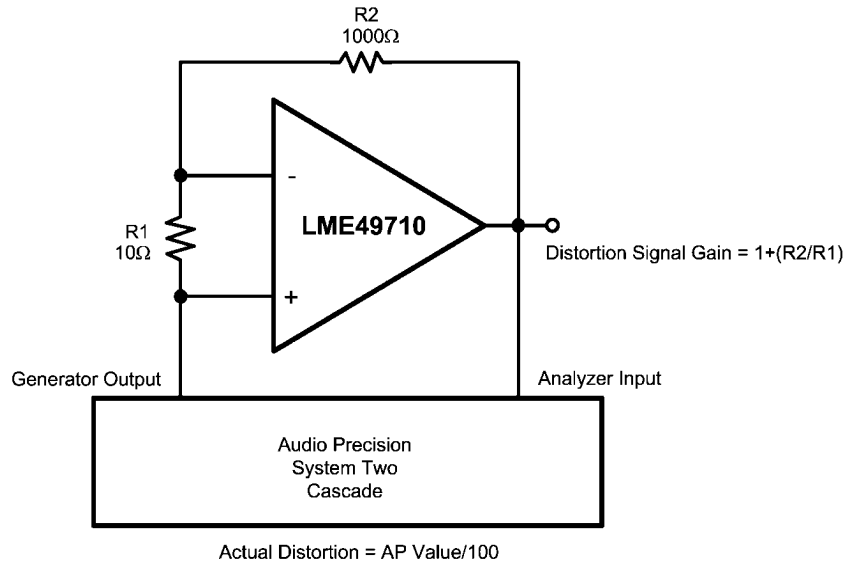 R2
1000Ω
-
LME49710
R1
10Ω
+
Distortion Signal Gain = 1+(R2/R1)
Generator Output
Analyzer Input
Audio Precision
System Two
Cascade
Actual Distortion = AP Value/100